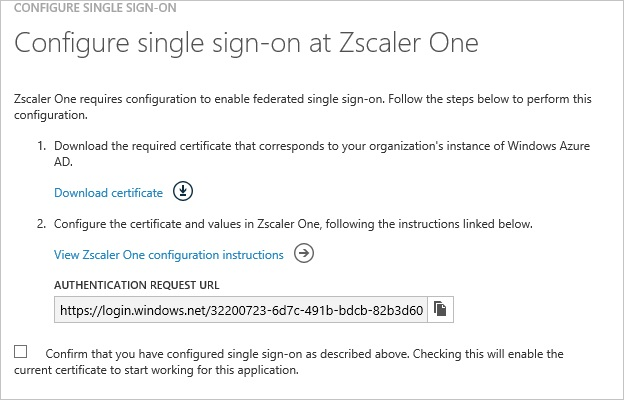 CONFIGURE SINGLE SIGN-ON
Configure single sign-on at Zscaler One
Zscaler One requires configuration to enable federated single sign-on. Follow the steps below to perform this
configuration.
1. Download the required certificate that corresponds to your organization's instance of Windows Azure
AD.
Download certificate
2. Configure the certificate and values in Zscaler One, following the instructions linked below.
View Zscaler One configuration instructions
AUTHENTICATION REQUEST URL
https://login.windows.net/32200723-6d7c-491b-bdcb-82b3d60
Confirm that you have configured single sign-on as described above. Checking this will enable the
current certificate to start working for this application.